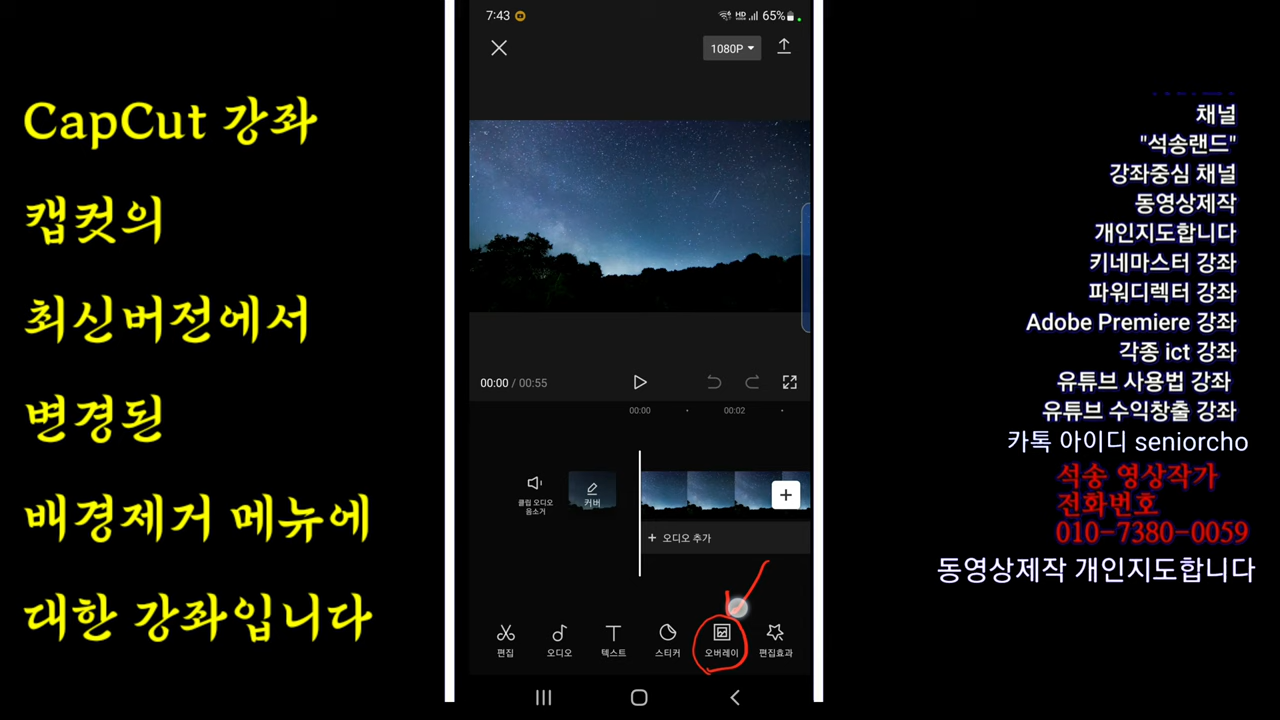 CapCut 강좌
캡컷의
최신버전에서
변경된
배경제거 메뉴에
대한 강좌입니다
7:43
HD
65%
1080P
00:00 / 00:55
00:00
00:02
클립 오디오
음소거
커버
+ 오디오 추가
편집
오디오
텍스트
스티커
오버레이
편집효과
채널
"석송랜드"
강좌중심 채널
동영상제작
개인지도합니다
키네마스터 강좌
파워디렉터 강좌
Adobe Premiere 강좌
각종 ict 강좌
유튜브 사용법 강좌
유튜브 수익창출 강좌
카톡 아이디 seniorcho
석송 영상작가
전화번호
010-7380-0059
동영상제작 개인지도합니다